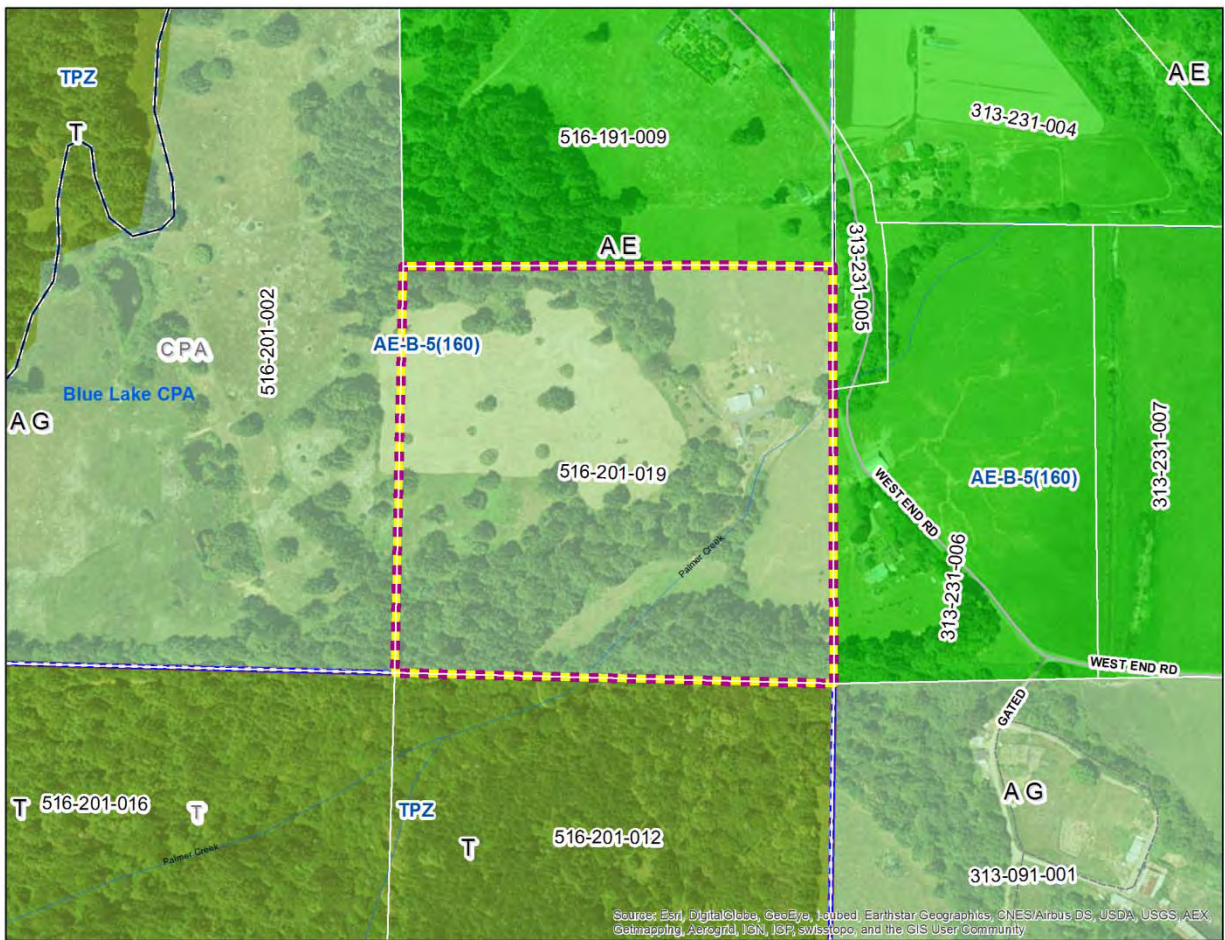 TPZ
A E
T
516-191-009
313-231-004
A E
313-231-005
516-201-002
AE-B-5(160)
CPA
Blue Lake CPA
A G
516-201-019
313-231-007
AE-B-5(160)
WEST END RD
Palmer Creek
313-231-006
WEST END RD
GATED
T
516-201-016
T
TPZ
T
516-201-012
A G
Palmer Creek
313-091-001
Source: Esri, DigitalGlobe, GeoEye, i-cubed, Earthstar Geographics, CNES/Airbus DS, USDA, USGS, AEX,
Getmapping, Aerogrid, IGN, IGP, swisstopo, and the GIS User Community